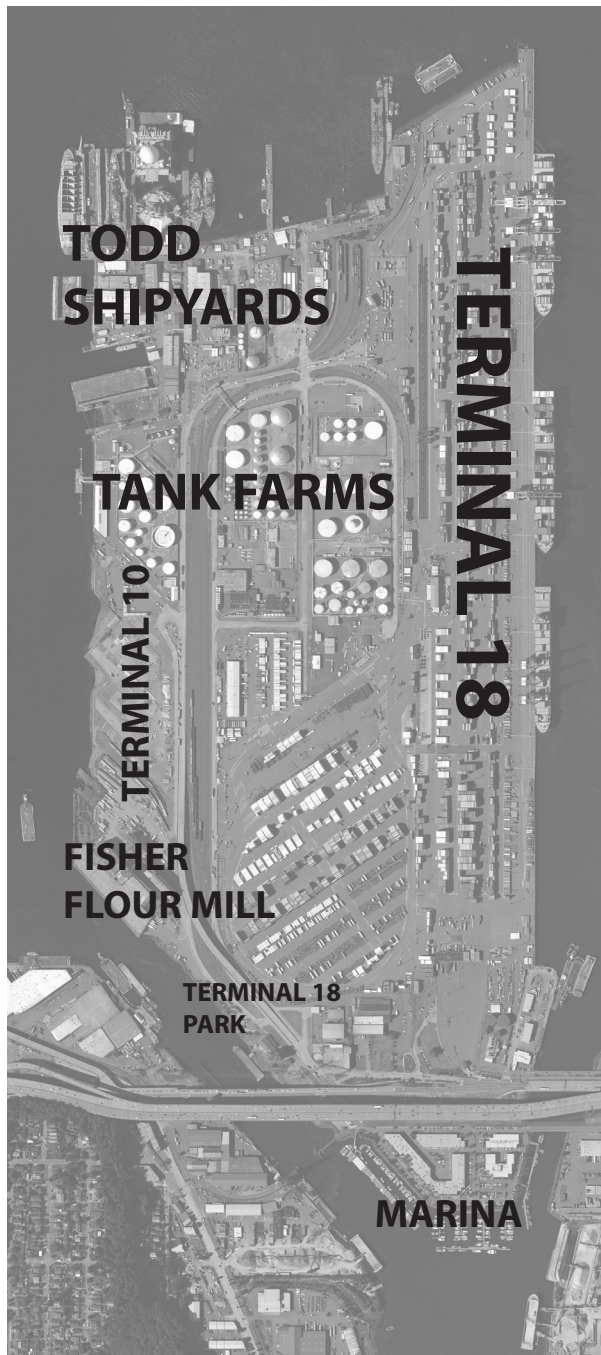 TODD
SHIPYARDS
TERMINAL 18
TANK FARMS
TERMINAL 10
FISHER
FLOUR MILL
TERMINAL 18
PARK
MARINA